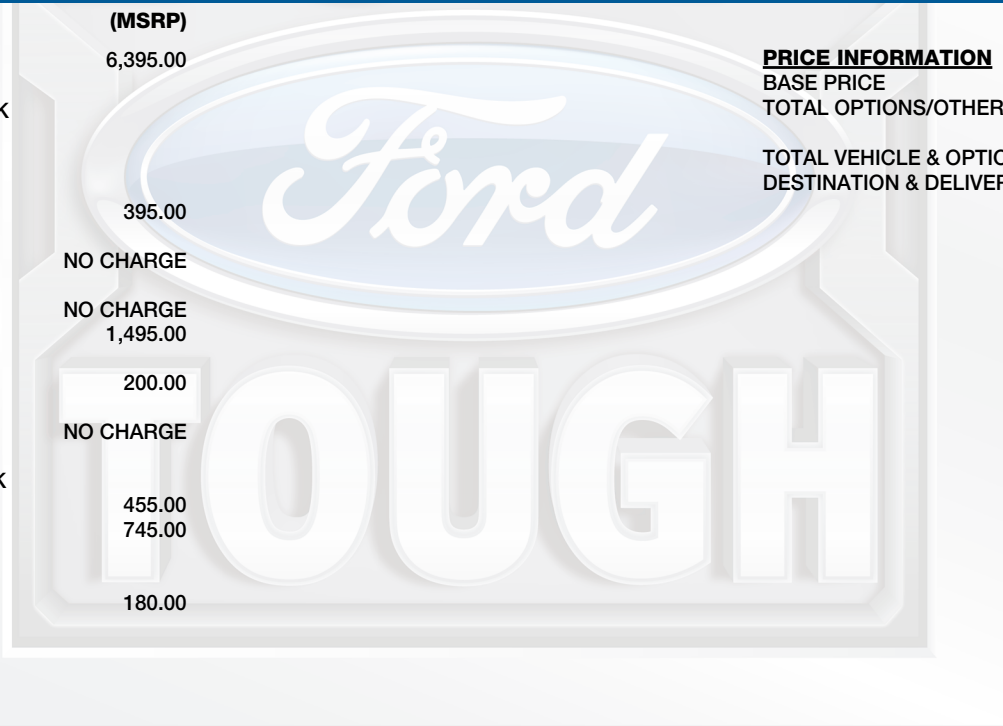 (MSRP)
6,395.00
K
395.00
NO CHARGE
NO CHARGE
1,495.00
200.00
NO CHARGE
K
455.00
745.00
180.00
PRICE INFORMATION
BASE PRICE
TOTAL OPTIONS/OTHER
TOTAL VEHICLE & OPTIO
DESTINATION & DELIVER
Ford
TOUGH